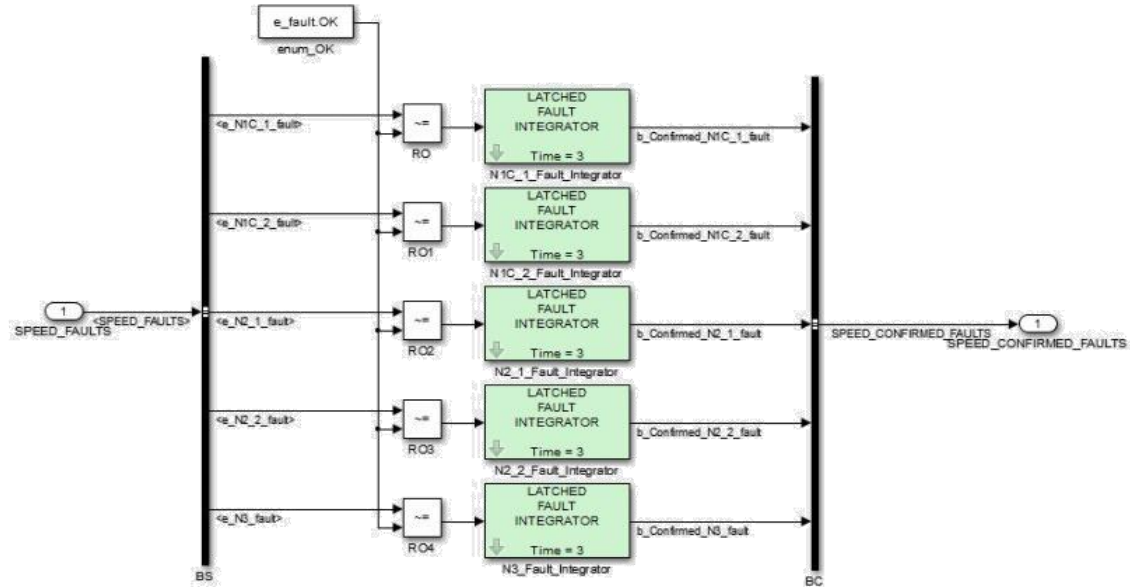 e_fault.OK
enum_OK
<e_N1C_1_fault>
~=
RO
LATCHED
FAULT
INTEGRATOR
Time = 3
N1C_1_Fault_Integrator
b_Confirmed_N1C_1_fault
<e_N1C_2_fault>
~=
RO1
LATCHED
FAULT
INTEGRATOR
Time = 3
N1C_2_Fault_Integrator
b_Confirmed_N1C_2_fault
1
SPEED_FAULTS
<SPEED_FAULTS>
<e_N2_1_fault>
~=
RO2
LATCHED
FAULT
INTEGRATOR
Time = 3
N2_1_Fault_Integrator
b_Confirmed_N2_1_fault
SPEED_CONFIRMED_FAULTS
1
SPEED_CONFIRMED_FAULTS
<e_N2_2_fault>
~=
RO3
LATCHED
FAULT
INTEGRATOR
Time = 3
N2_2_Fault_Integrator
b_Confirmed_N2_2_fault
<e_N3_fault>
~=
RO4
LATCHED
FAULT
INTEGRATOR
Time = 3
N3_Fault_Integrator
b_Confirmed_N3_fault
BS
BC